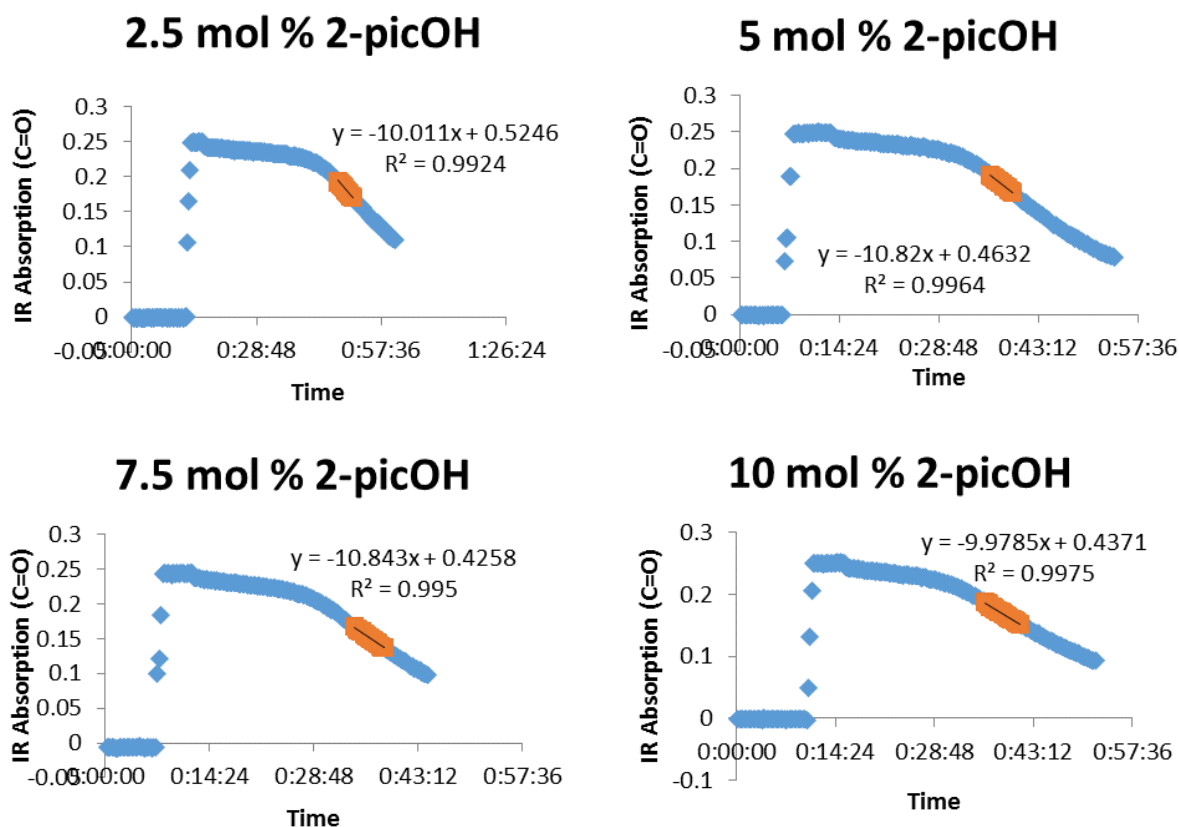 2.5 mol % 2-picOH
0.3
0.25
0.2
0.15
0.1
0.05
0
-0.05
IR Absorption (C=O)
y = -10.011x + 0.5246
R² = 0.9924
0:00:00 0:28:48 0:57:36 1:26:24
Time
5 mol % 2-picOH
0.3
0.25
0.2
0.15
0.1
0.05
0
-0.05
IR Absorption (C=O)
y = -10.82x + 0.4632
R² = 0.9964
0:00:00 0:14:24 0:28:48 0:43:12 0:57:36
Time
7.5 mol % 2-picOH
0.3
0.25
0.2
0.15
0.1
0.05
0
-0.05
IR Absorption (C=O)
y = -10.843x + 0.4258
R² = 0.995
0:00:00 0:14:24 0:28:48 0:43:12 0:57:36
Time
10 mol % 2-picOH
0.3
0.2
0.1
0
-0.1
IR Absorption (C=O)
y = -9.9785x + 0.4371
R² = 0.9975
0:00:00 0:14:24 0:28:48 0:43:12 0:57:36
Time